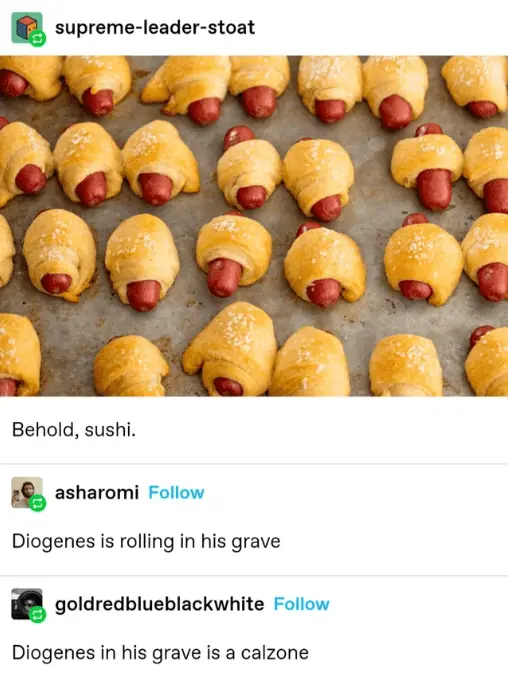 supreme-leader-stoat
Behold, sushi.
asharomi Follow
Diogenes is rolling in his grave
goldredblueblackwhite Follow
Diogenes in his grave is a calzone